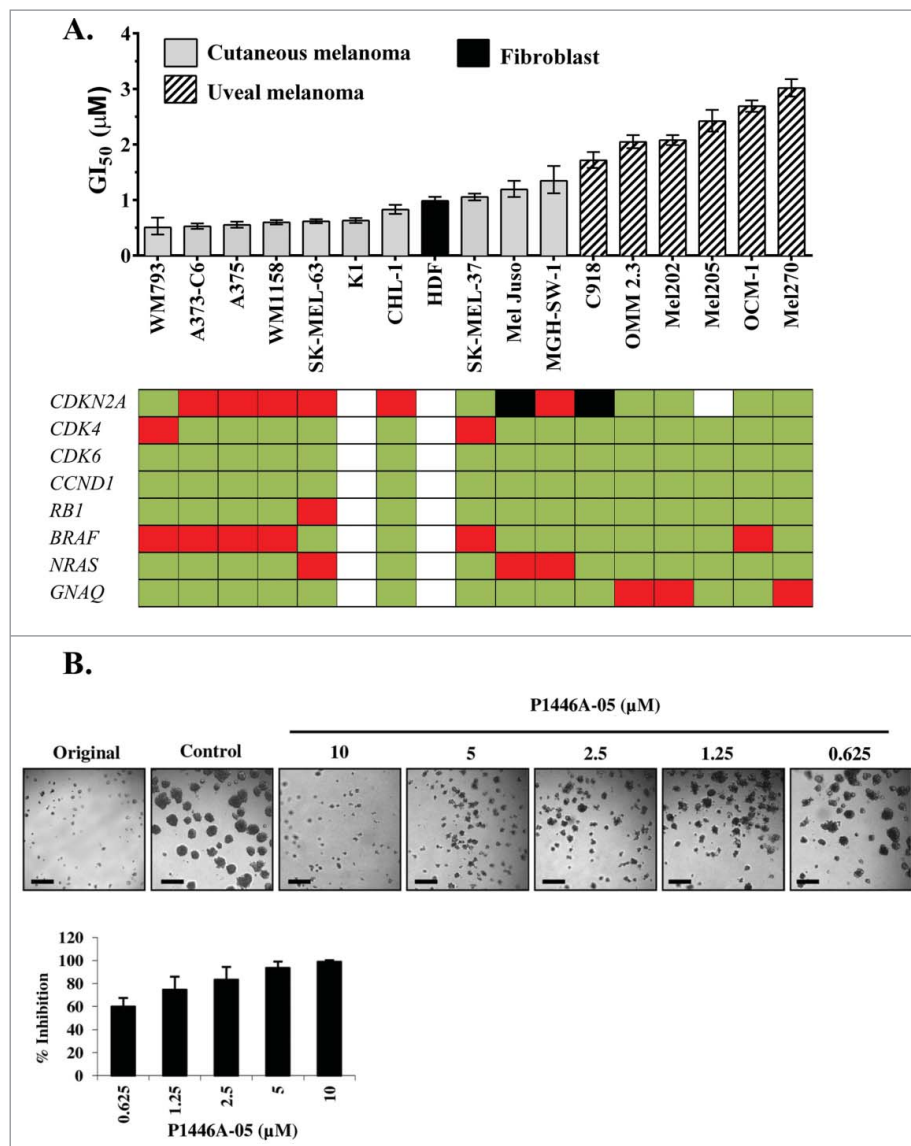 A.
Cutaneous melanoma
Fibroblast
Uveal melanoma
GI50 (µM)
3
2
1
0
WM793
A373-C6
A375
WM1158
SK-MEL-63
K1
CHL-1
HDF
SK-MEL-37
Mel Juso
MGH-SW-1
C918
OMM 2.3
Mel202
Mel205
OCM-1
Mel270
CDKN2A
CDK4
CDK6
CCND1
RB1
BRAF
NRAS
GNAQ
B.
P1446A-05 (µM)
Original Control 10 5 2.5 1.25 0.625
% Inhibition
120
100
80
60
40
20
0
0.625
1.25
2.5
5
10
P1446A-05 (µM)